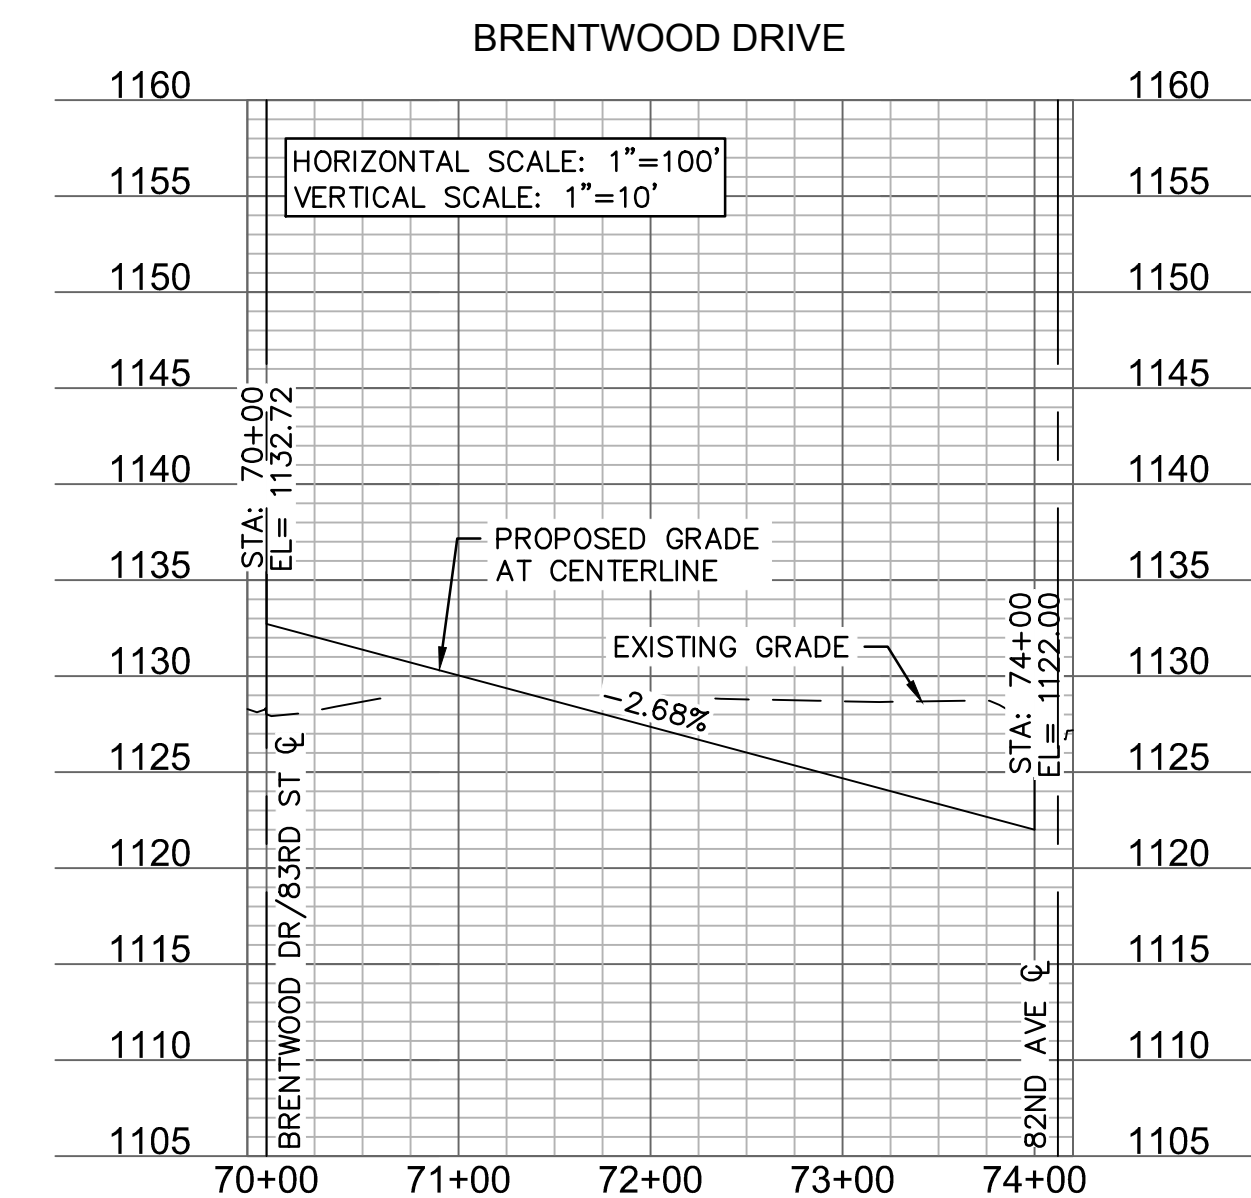 BRENTWOOD DRIVE
1160 1160
HORIZONTAL SCALE: 1"=100'
VERTICAL SCALE: 1"=10'
1155 1155
1150 1150
1145 1145
STA: 70+00
EL= 1132.72
1140 1140
PROPOSED GRADE
AT CENTERLINE
1135 1135
EXISTING GRADE
STA: 74+00
EL= 1122.00
1130 1130
-2.68%
1125 1125
BRENTWOOD DR/83RD ST ℄
1120 1120
1115 1115
82ND AVE ℄
1110 1110
1105 1105
70+00 71+00 72+00 73+00 74+00